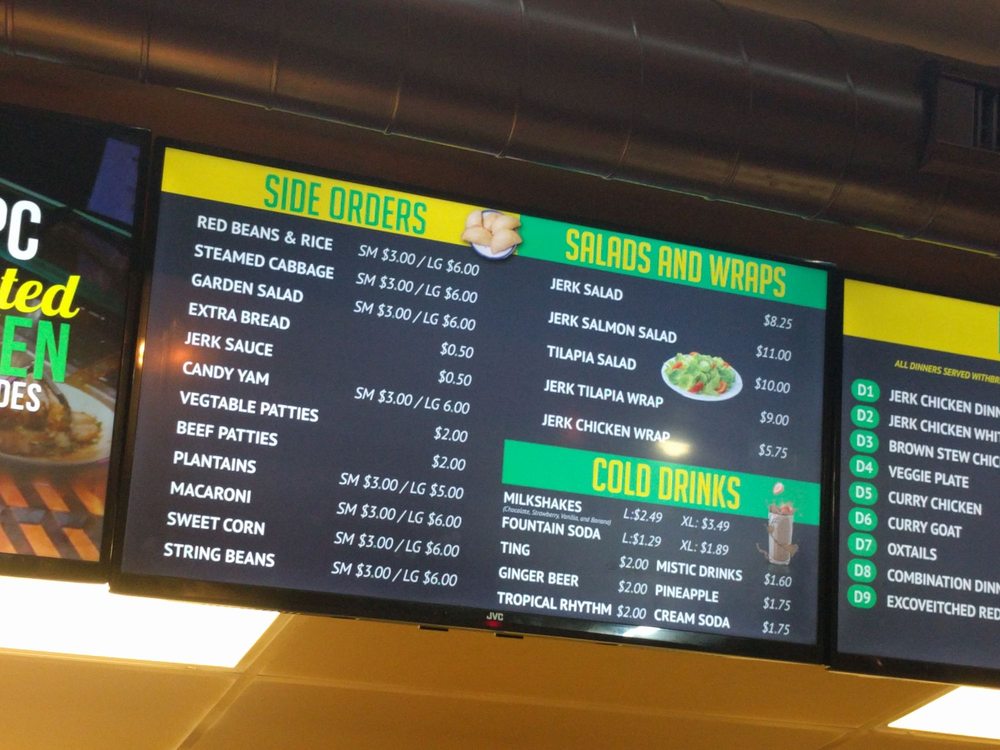 PC
ted
EN
DES
SIDE ORDERS
RED BEANS & RICE SM $3.00 / LG $6.00
STEAMED CABBAGE SM $3.00 / LG $6.00
GARDEN SALAD SM $3.00 / LG $6.00
EXTRA BREAD $0.50
JERK SAUCE $0.50
CANDY YAM SM $3.00 / LG 6.00
VEGTABLE PATTIES $2.00
BEEF PATTIES $2.00
PLANTAINS SM $3.00 / LG $5.00
MACARONI SM $3.00 / LG $6.00
SWEET CORN SM $3.00 / LG $6.00
STRING BEANS SM $3.00 / LG $6.00
SALADS AND WRAPS
JERK SALAD $8.25
JERK SALMON SALAD $11.00
TILAPIA SALAD $10.00
JERK TILAPIA WRAP $9.00
JERK CHICKEN WRAP $5.75
COLD DRINKS
MILKSHAKES L:$2.49 XL: $3.49
(Chocolate, Strawberry, Vanilla, and Banana)
FOUNTAIN SODA L:$1.29 XL: $1.89
TING $2.00 MISTIC DRINKS $1.60
GINGER BEER $2.00 PINEAPPLE $1.75
TROPICAL RHYTHM $2.00 CREAM SODA $1.75
JVC
ALL DINNERS SERVED WITHBR
D1 JERK CHICKEN DINN
D2 JERK CHICKEN WHIT
D3 BROWN STEW CHIC
D4 VEGGIE PLATE
D5 CURRY CHICKEN
D6 CURRY GOAT
D7 OXTAILS
D8 COMBINATION DINN
D9 EXCOVEITCHED RED